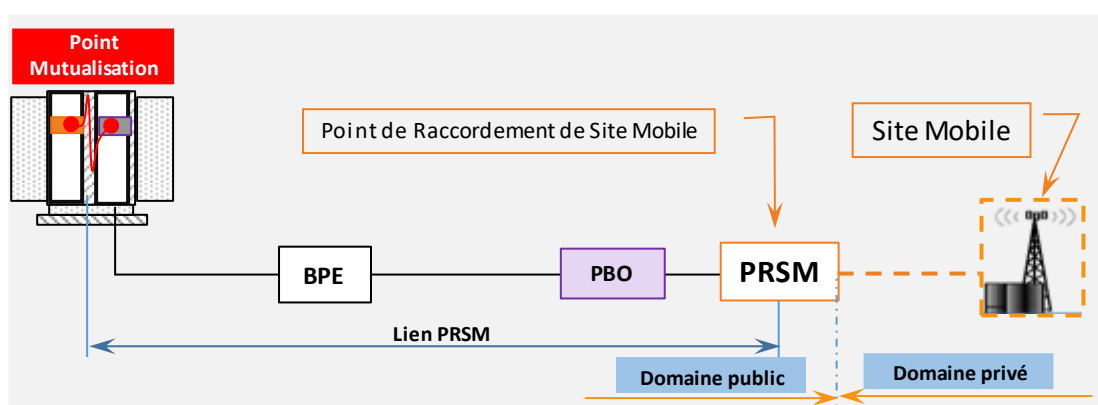 Point
Mutualisation
Point de Raccordement de Site Mobile
Site Mobile
BPE
PBO
PRSM
Lien PRSM
Domaine public
Domaine privé